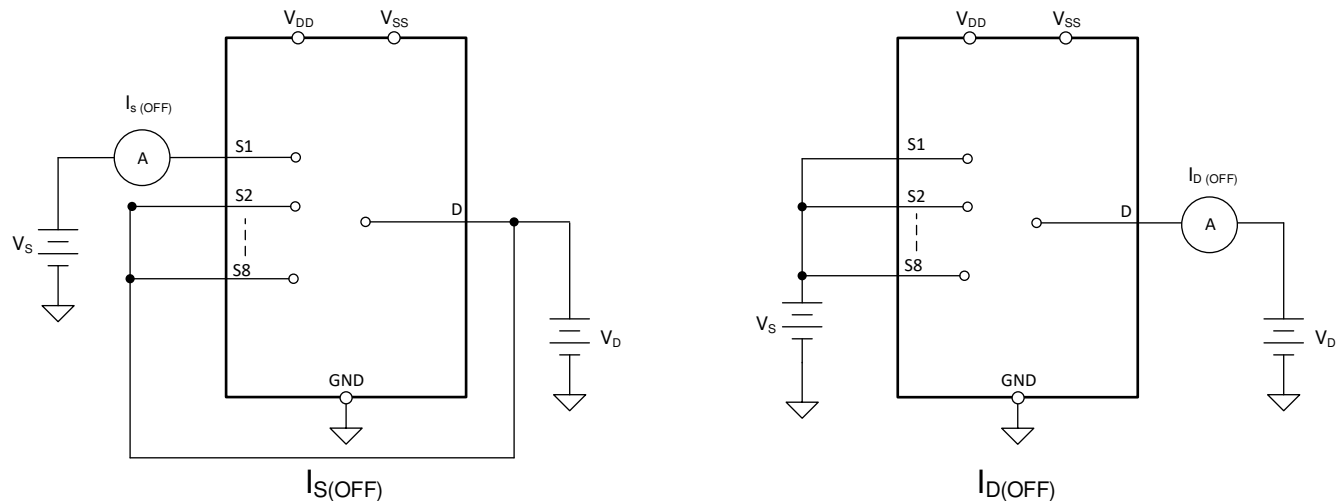 VDD VSS
Is (OFF)
A
S1
S2
D
S8
VS
VD
GND
IS(OFF)
VDD VSS
S1
ID (OFF)
S2
D
A
S8
VS
VD
GND
ID(OFF)